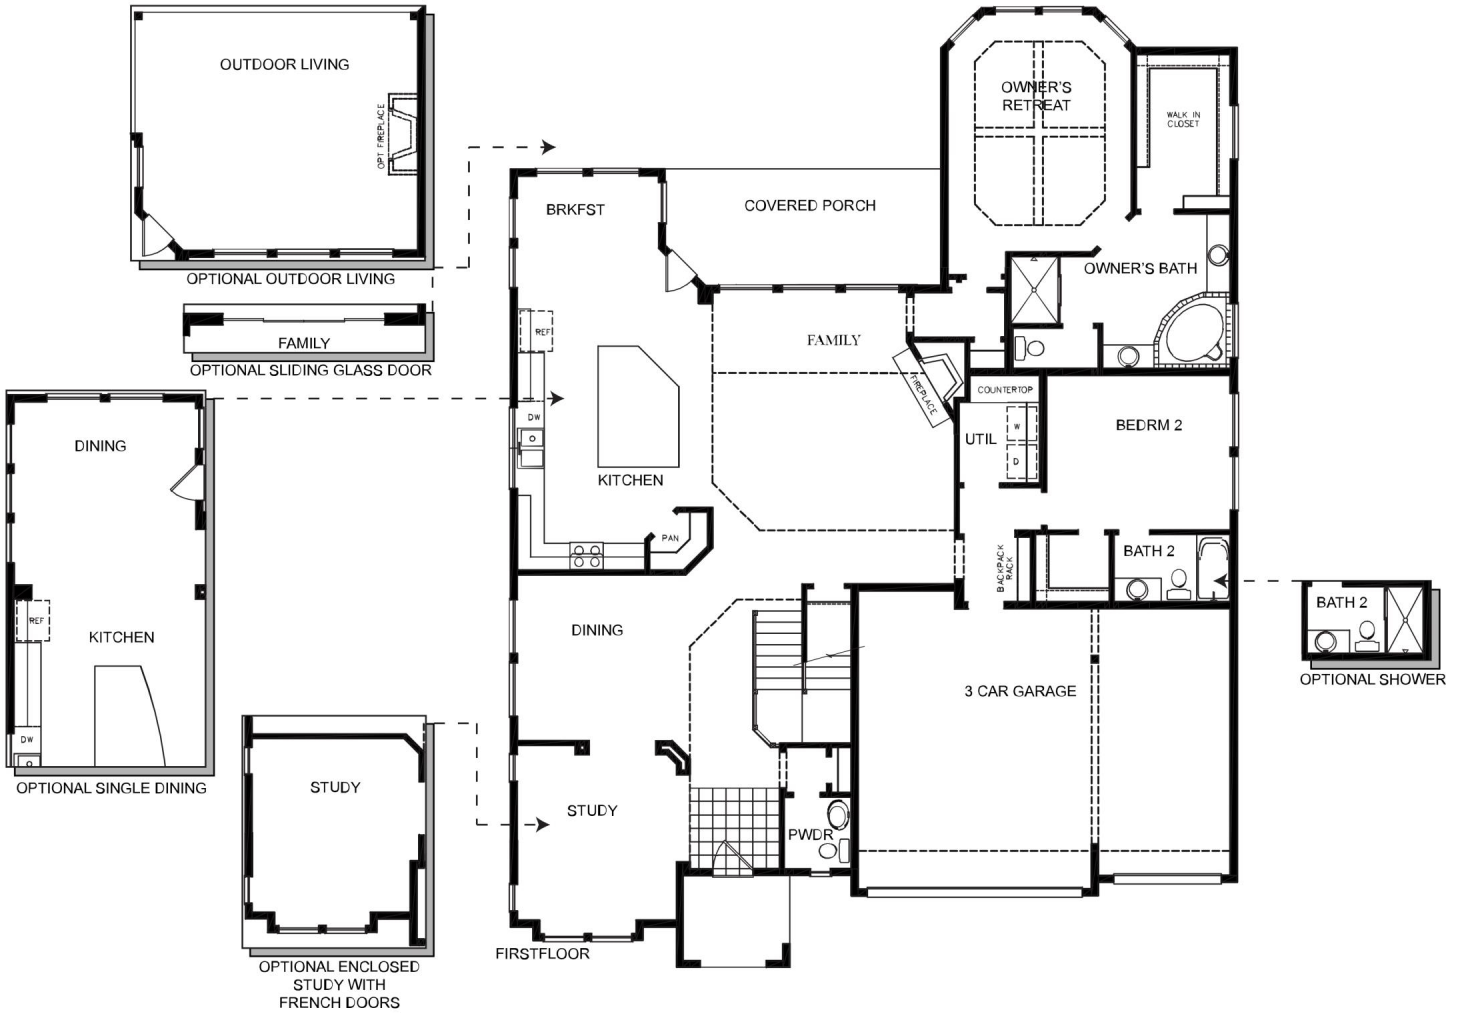 OUTDOOR LIVING
OPT FIREPLACE
OPTIONAL OUTDOOR LIVING
FAMILY
OPTIONAL SLIDING GLASS DOOR
DINING
REF
KITCHEN
DW
OPTIONAL SINGLE DINING
STUDY
OPTIONAL ENCLOSED
STUDY WITH
FRENCH DOORS
BRKFST
COVERED PORCH
OWNER'S
RETREAT
WALK IN
CLOSET
OWNER'S BATH
REF
FAMILY
FIREPLACE
COUNTERTOP
DW
W
UTIL
D
BEDRM 2
KITCHEN
PAN
BACKPACK
RACK
BATH 2
DINING
3 CAR GARAGE
STUDY
PWDR
FIRSTFLOOR
BATH 2
OPTIONAL SHOWER